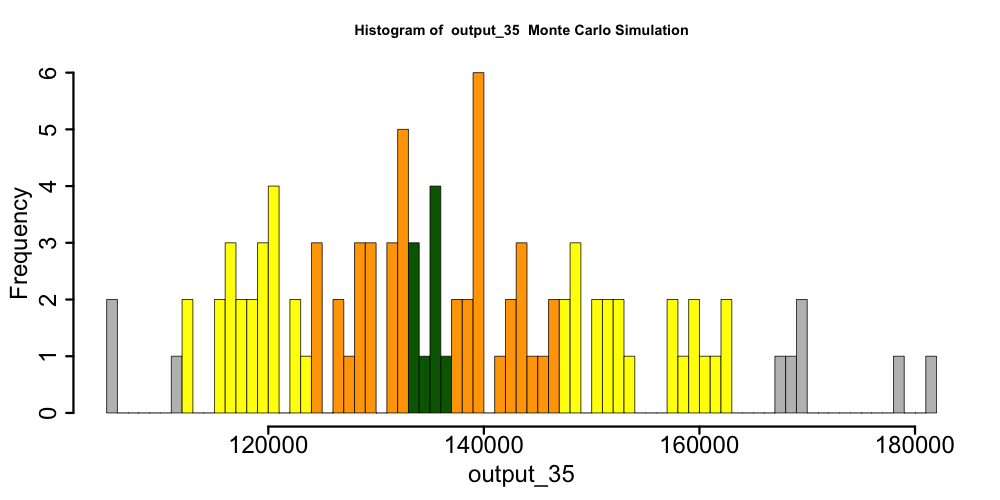 Histogram of  output_35  Monte Carlo Simulation
Frequency
6
5
4
3
2
1
0
120000 140000 160000 180000
output_35